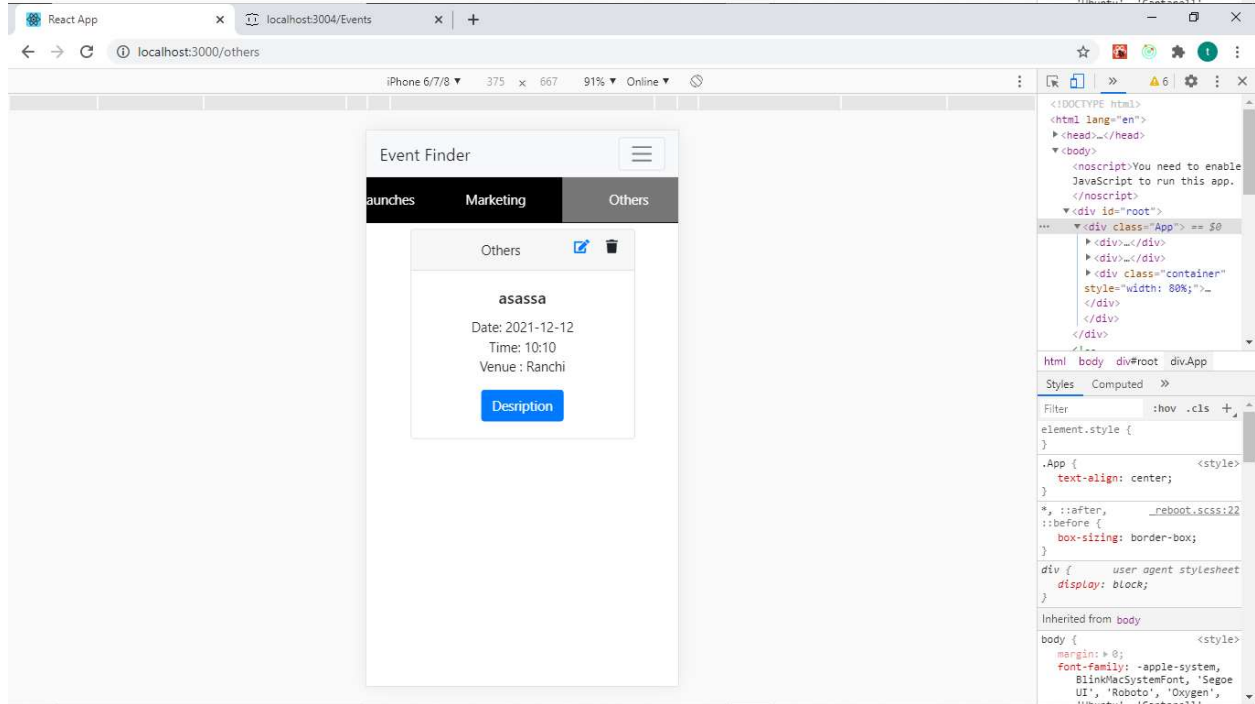 'Ubuntu', 'Cantarell',
React App
localhost:3004/Events
localhost:3000/others
t
iPhone 6/7/8 ▼ 375 x 667 91% ▼ Online ▼
» 6
Event Finder
aunches Marketing Others
Others
asassa
Date: 2021-12-12
Time: 10:10
Venue : Ranchi
Desription
<!DOCTYPE html>
<html lang="en">
▶<head>…</head>
▼<body>
<noscript>You need to enable
JavaScript to run this app.
</noscript>
▼<div id="root">
… ▼<div class="App"> == $0
▶<div>…</div>
▶<div>…</div>
▶<div class="container"
style="width: 80%;">…
</div>
</div>
</div>
html body div#root div.App
Styles Computed »
Filter :hov .cls +
element.style {
}
.App { <style>
text-align: center;
}
*, ::after, _reboot.scss:22
::before {
box-sizing: border-box;
}
div { user agent stylesheet
display: block;
}
Inherited from body
body { <style>
margin: ▶ 0;
font-family: -apple-system,
BlinkMacSystemFont, 'Segoe
UI', 'Roboto', 'Oxygen',
'Ubuntu', 'Cantarell',